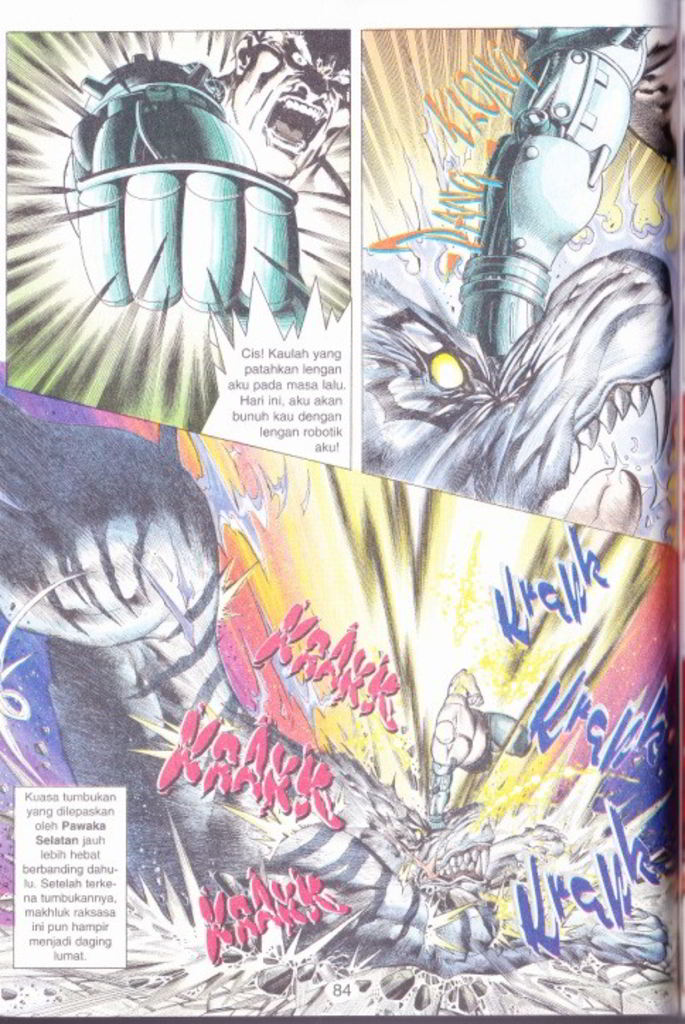 Cis! Kaulah yang
patahkan lengan
aku pada masa lalu.
Hari ini, aku akan
bunuh kau dengan
lengan robotik
aku!
KLONG
LANG
KRAKK
KRAKK
KRAKK
Krakk
Krakk
Krakk
Kuasa tumbukan
yang dilepaskan
oleh Pawaka
Selatan jauh
lebih hebat
berbanding dahu-
lu. Setelah terke-
na tumbukannya,
makhluk raksasa
ini pun hampir
menjadi daging
lumat.
84